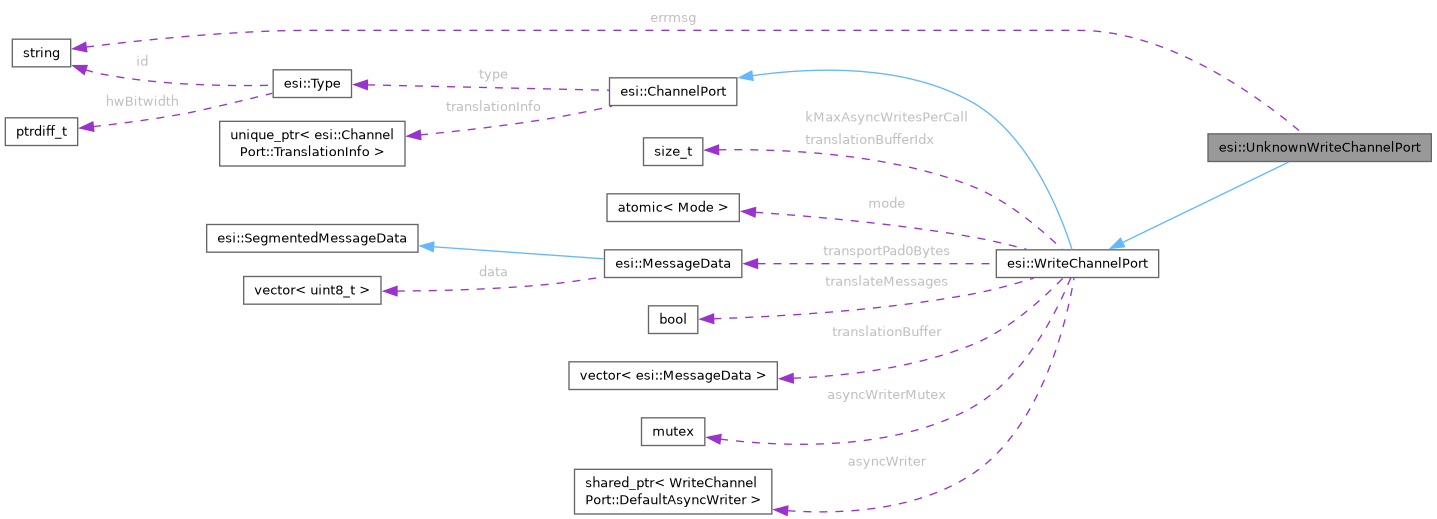 errmsg
string
id
esi::Type
type
esi::ChannelPort
hwBitwidth
translationInfo
ptrdiff_t
unique_ptr< esi::Channel
Port::TranslationInfo >
kMaxAsyncWritesPerCall
translationBufferIdx
size_t
esi::UnknownWriteChannelPort
atomic< Mode >
mode
esi::SegmentedMessageData
esi::MessageData
transportPad0Bytes
esi::WriteChannelPort
data
vector< uint8_t >
translateMessages
bool
translationBuffer
vector< esi::MessageData >
asyncWriterMutex
mutex
asyncWriter
shared_ptr< WriteChannel
Port::DefaultAsyncWriter >